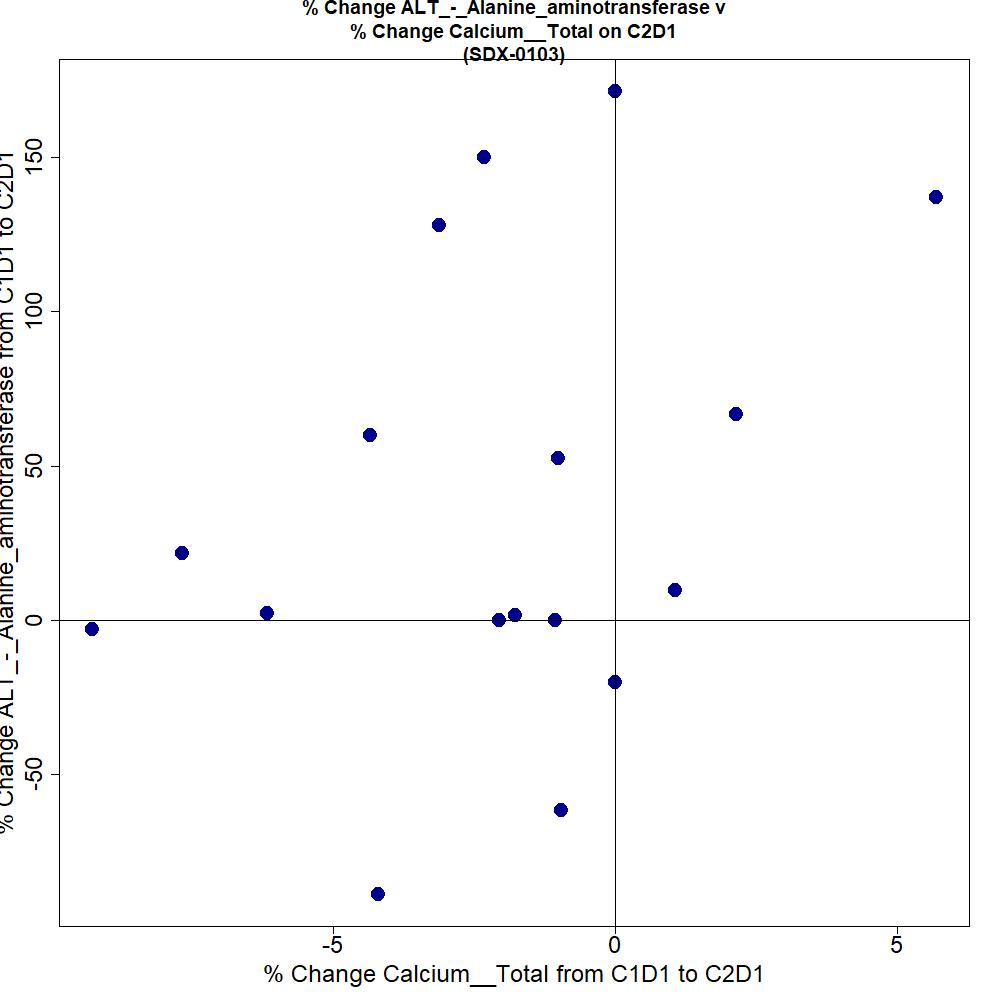 % Change ALT_-_Alanine_aminotransferase v
% Change Calcium__Total on C2D1
(SDX-0103)
% Change ALT_-_Alanine_aminotransferase from C1D1 to C2D1
150
100
50
0
-50
-5
0
5
% Change Calcium__Total from C1D1 to C2D1